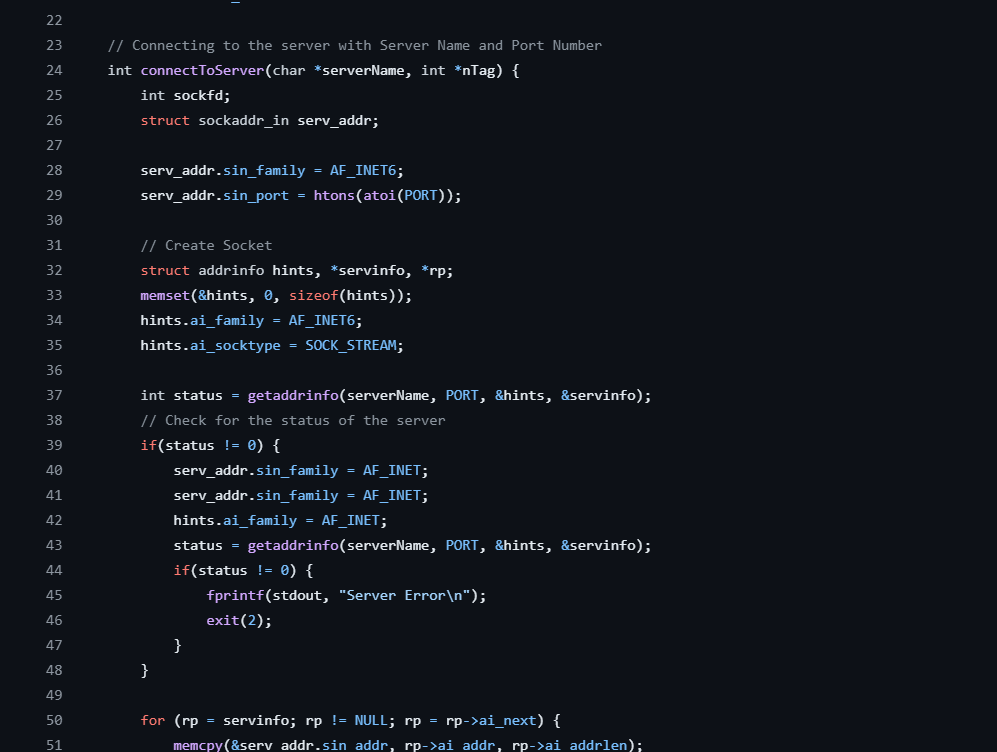 22
23 // Connecting to the server with Server Name and Port Number
24 int connectToServer(char *serverName, int *nTag) {
25     int sockfd;
26     struct sockaddr_in serv_addr;
27
28     serv_addr.sin_family = AF_INET6;
29     serv_addr.sin_port = htons(atoi(PORT));
30
31     // Create Socket
32     struct addrinfo hints, *servinfo, *rp;
33     memset(&hints, 0, sizeof(hints));
34     hints.ai_family = AF_INET6;
35     hints.ai_socktype = SOCK_STREAM;
36
37     int status = getaddrinfo(serverName, PORT, &hints, &servinfo);
38     // Check for the status of the server
39     if(status != 0) {
40         serv_addr.sin_family = AF_INET;
41         serv_addr.sin_family = AF_INET;
42         hints.ai_family = AF_INET;
43         status = getaddrinfo(serverName, PORT, &hints, &servinfo);
44         if(status != 0) {
45             fprintf(stdout, "Server Error\n");
46             exit(2);
47         }
48     }
49
50     for (rp = servinfo; rp != NULL; rp = rp->ai_next) {
51         memcpy(&serv_addr.sin_addr, rp->ai_addr, rp->ai_addrlen);